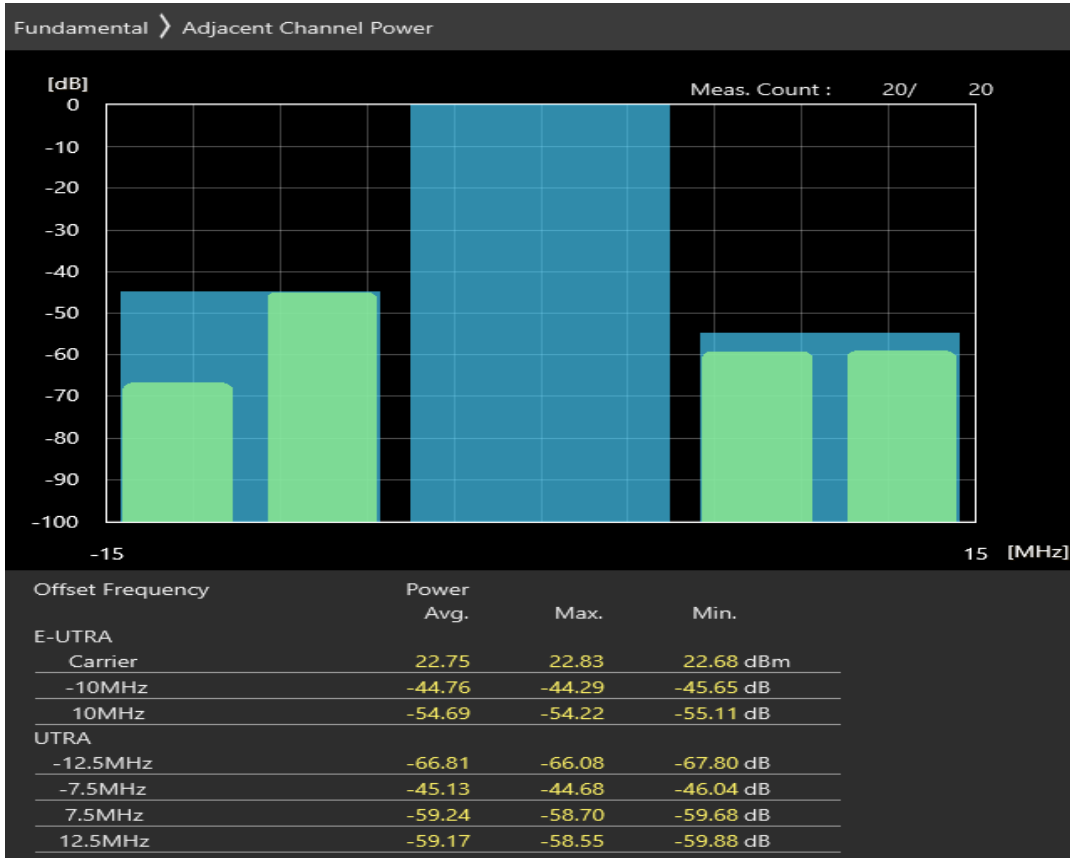 Fundamental 〉 Adjacent Channel Power
[dB]
Meas. Count : 20/ 20
0
-10
-20
-30
-40
-50
-60
-70
-80
-90
-100
-15 15 [MHz]
Offset Frequency Power
Avg. Max. Min.
E-UTRA
Carrier 22.75 22.83 22.68 dBm
-10MHz -44.76 -44.29 -45.65 dB
10MHz -54.69 -54.22 -55.11 dB
UTRA
-12.5MHz -66.81 -66.08 -67.80 dB
-7.5MHz -45.13 -44.68 -46.04 dB
7.5MHz -59.24 -58.70 -59.68 dB
12.5MHz -59.17 -58.55 -59.88 dB